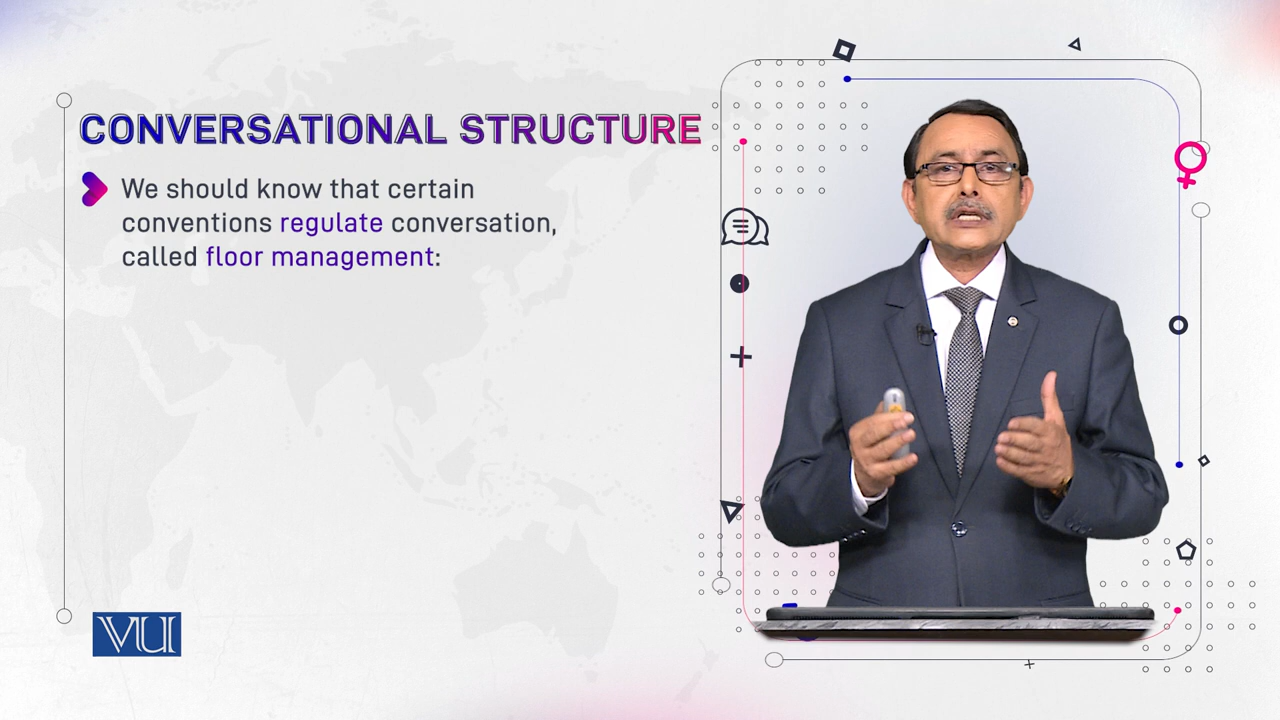 CONVERSATIONAL STRUCTURE
We should know that certain
conventions regulate conversation,
called floor management:
VU